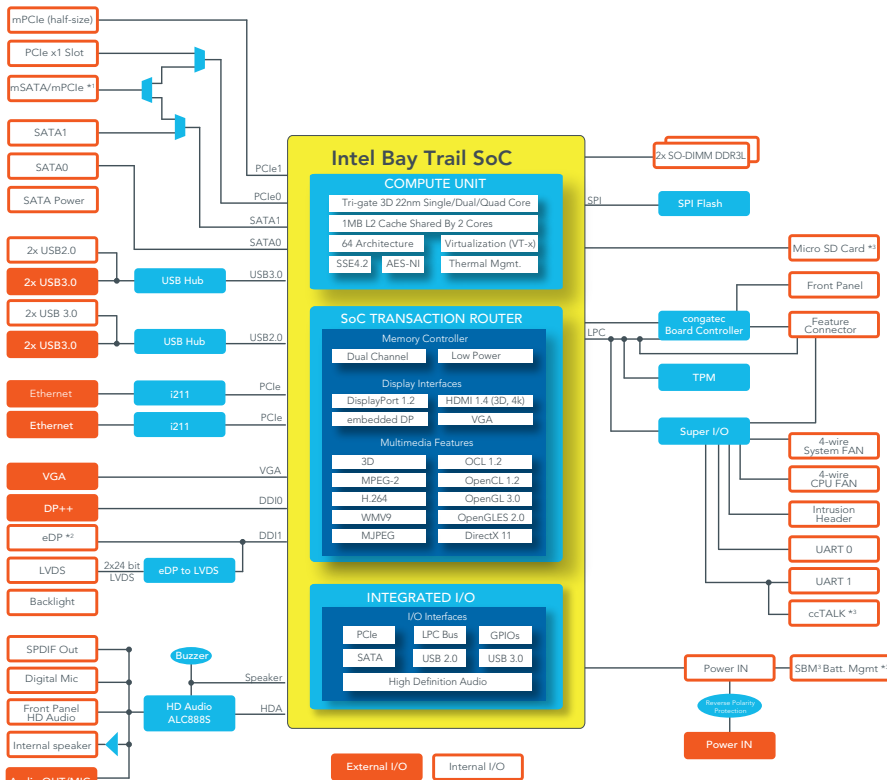 mPCIe (half-size)
PCIe x1 Slot
mSATA/mPCIe *1
SATA1
SATA0
SATA Power
2x USB2.0
2x USB3.0
2x USB 3.0
2x USB3.0
Ethernet
Ethernet
VGA
DP++
eDP *2
LVDS
Backlight
SPDIF Out
Digital Mic
Front Panel
HD Audio
Internal speaker
Audio OUT/MIC
USB Hub
USB Hub
i211
i211
2x24 bit
LVDS
eDP to LVDS
Buzzer
HD Audio
ALC888S
PCIe1
PCIe0
SATA1
SATA0
USB3.0
USB2.0
PCIe
PCIe
VGA
DDI0
DDI1
Speaker
HDA
Intel Bay Trail SoC
COMPUTE UNIT
Tri-gate 3D 22nm Single/Dual/Quad Core
1MB L2 Cache Shared By 2 Cores
64 Architecture
Virtualization (VT-x)
SSE4.2
AES-NI
Thermal Mgmt.
SoC TRANSACTION ROUTER
Memory Controller
Dual Channel
Low Power
Display Interfaces
DisplayPort 1.2
HDMI 1.4 (3D, 4k)
embedded DP
VGA
Multimedia Features
3D
OCL 1.2
MPEG-2
OpenCL 1.2
H.264
OpenGL 3.0
WMV9
OpenGLES 2.0
MJPEG
DirectX 11
INTEGRATED I/O
I/O Interfaces
PCIe
LPC Bus
GPIOs
SATA
USB 2.0
USB 3.0
High Definition Audio
External I/O
Internal I/O
SPI
LPC
2x SO-DIMM DDR3L
SPI Flash
Micro SD Card *3
Front Panel
congatec
Board Controller
Feature
Connector
TPM
Super I/O
4-wire
System FAN
4-wire
CPU FAN
Intrusion
Header
UART 0
UART 1
ccTALK *3
Power IN
SBM³ Batt. Mgmt *3
Reverse Polarity
Protection
Power IN